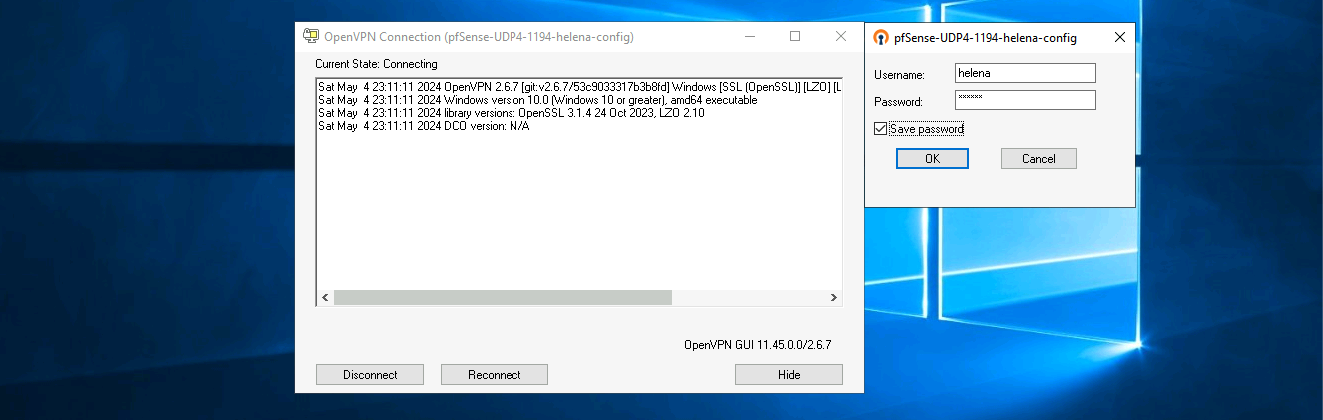 OpenVPN Connection (pfSense-UDP4-1194-helena-config)
Current State: Connecting
Sat May 4 23:11:11 2024 OpenVPN 2.6.7 [git:v2.6.7/53c9033317b3b8fd] Windows [SSL (OpenSSL)] [LZO] [L
Sat May 4 23:11:11 2024 Windows version 10.0 (Windows 10 or greater), amd64 executable
Sat May 4 23:11:11 2024 library versions: OpenSSL 3.1.4 24 Oct 2023, LZO 2.10
Sat May 4 23:11:11 2024 DCO version: N/A
OpenVPN GUI 11.45.0.0/2.6.7
Disconnect
Reconnect
Hide
pfSense-UDP4-1194-helena-config
Username: helena
Password: ******
Save password
OK
Cancel